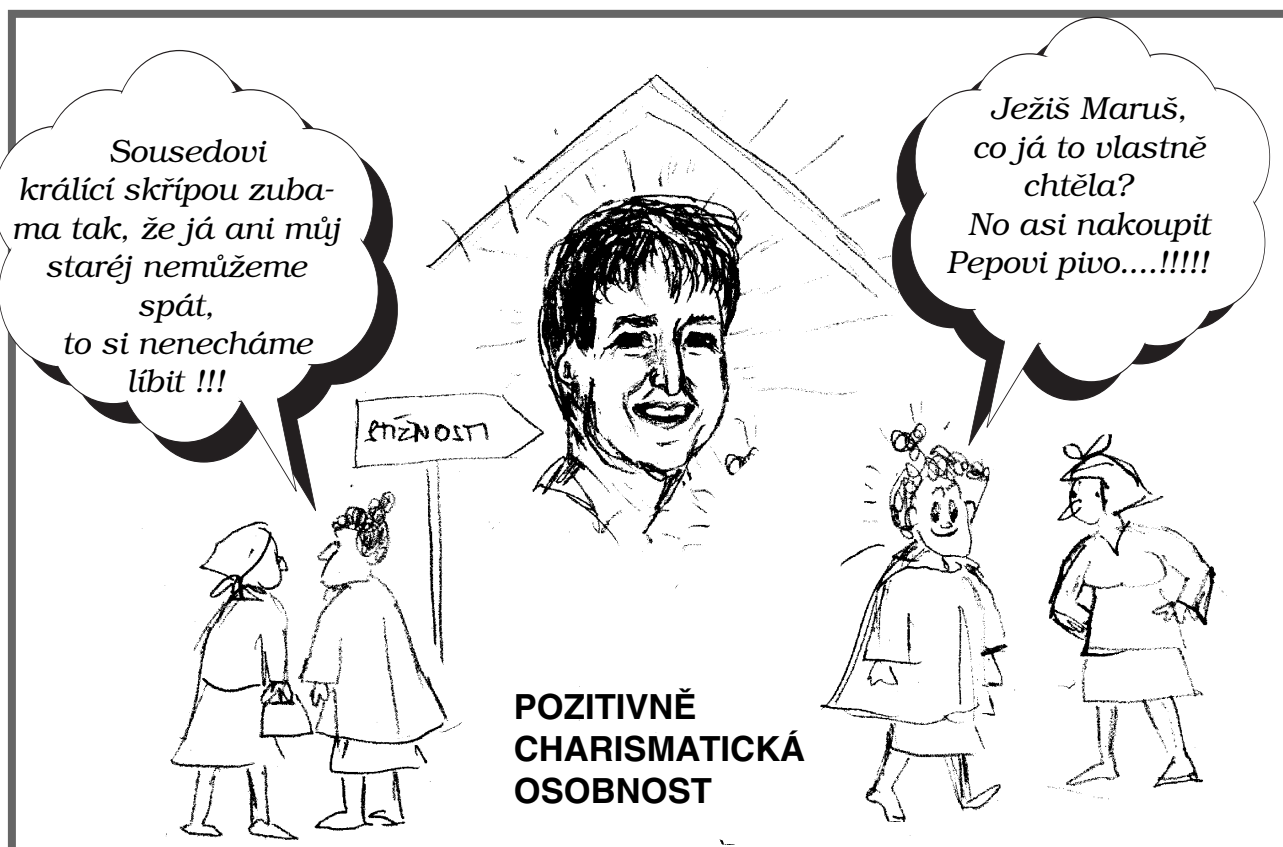 Sousedovi
králící skřípou zuba-
ma tak, že já ani můj
staréj nemůžeme
spát,
to si nenecháme
líbit !!!
Ježiš Maruš,
co já to vlastně
chtěla?
No asi nakoupit
Pepovi pivo....!!!!!
STÍŽNOSTI
POZITIVNĚ
CHARISMATICKÁ
OSOBNOST